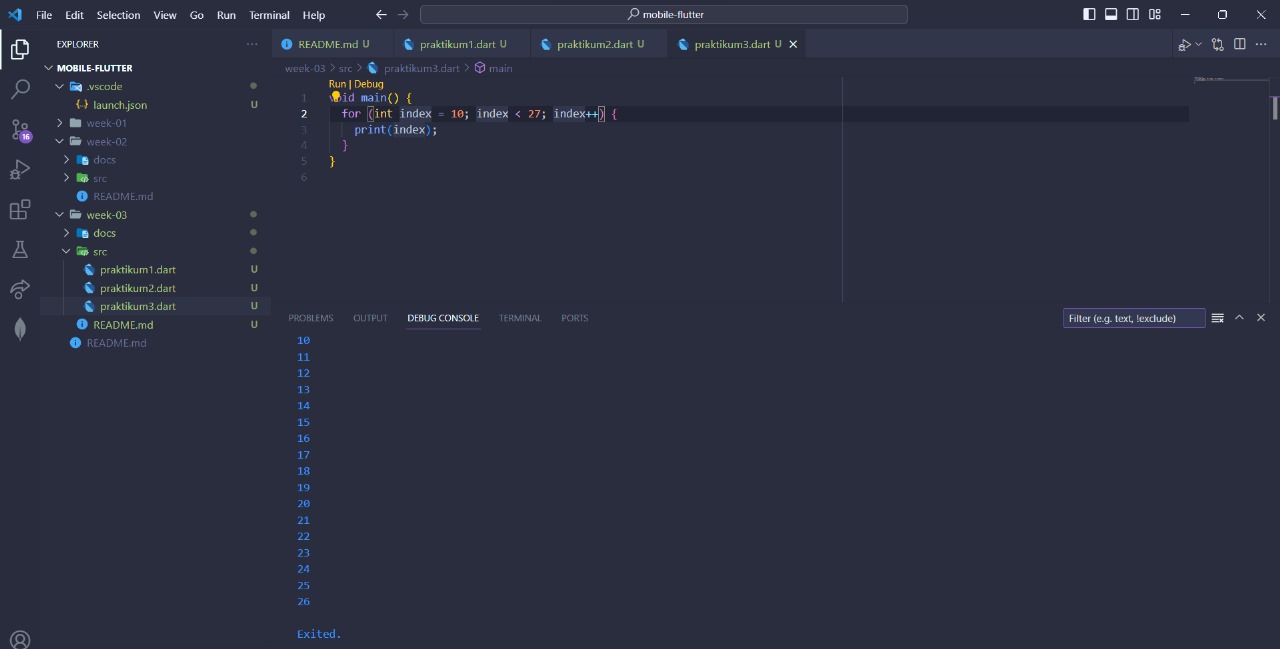 File Edit Selection View Go Run Terminal Help
mobile-flutter
EXPLORER
MOBILE-FLUTTER
.vscode
launch.json U
week-01
week-02
docs
src
README.md
week-03
docs
src
praktikum1.dart U
praktikum2.dart U
praktikum3.dart U
README.md U
README.md
16
README.md U praktikum1.dart U praktikum2.dart U praktikum3.dart U
week-03 > src > praktikum3.dart > main
Run | Debug
1 void main() {
2 for (int index = 10; index < 27; index++) {
3 print(index);
4 }
5 }
6
PROBLEMS OUTPUT DEBUG CONSOLE TERMINAL PORTS
Filter (e.g. text, !exclude)
10
11
12
13
14
15
16
17
18
19
20
21
22
23
24
25
26
Exited.